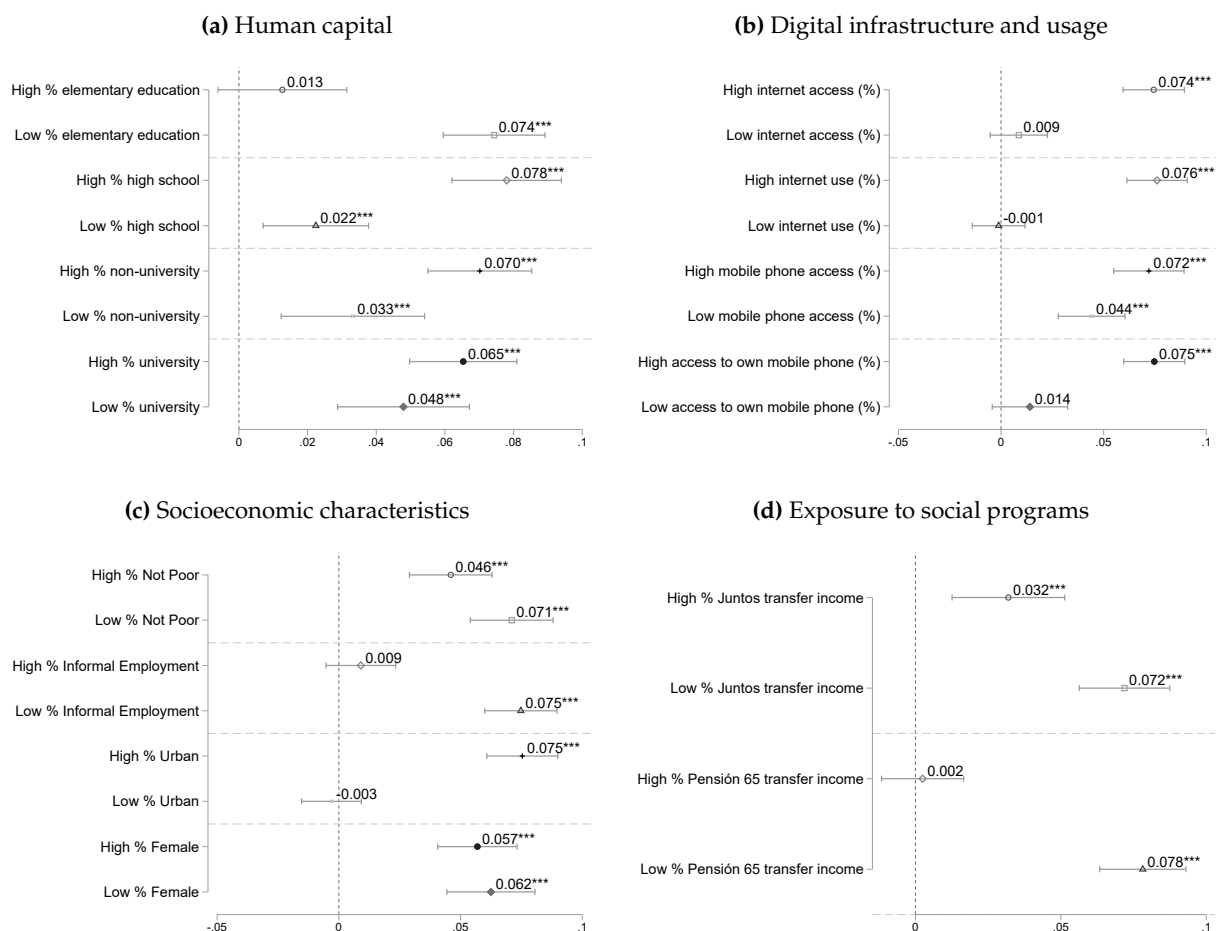 (a) Human capital
High % elementary education 0.013
Low % elementary education 0.074***
High % high school 0.078***
Low % high school 0.022***
High % non-university 0.070***
Low % non-university 0.033***
High % university 0.065***
Low % university 0.048***
0 .02 .04 .06 .08 .1
(b) Digital infrastructure and usage
High internet access (%) 0.074***
Low internet access (%) 0.009
High internet use (%) 0.076***
Low internet use (%) -0.001
High mobile phone access (%) 0.072***
Low mobile phone access (%) 0.044***
High access to own mobile phone (%) 0.075***
Low access to own mobile phone (%) 0.014
-.05 0 .05 .1
(c) Socioeconomic characteristics
High % Not Poor 0.046***
Low % Not Poor 0.071***
High % Informal Employment 0.009
Low % Informal Employment 0.075***
High % Urban 0.075***
Low % Urban -0.003
High % Female 0.057***
Low % Female 0.062***
-.05 0 .05 .1
(d) Exposure to social programs
High % Juntos transfer income 0.032***
Low % Juntos transfer income 0.072***
High % Pensión 65 transfer income 0.002
Low % Pensión 65 transfer income 0.078***
0 .05 .1